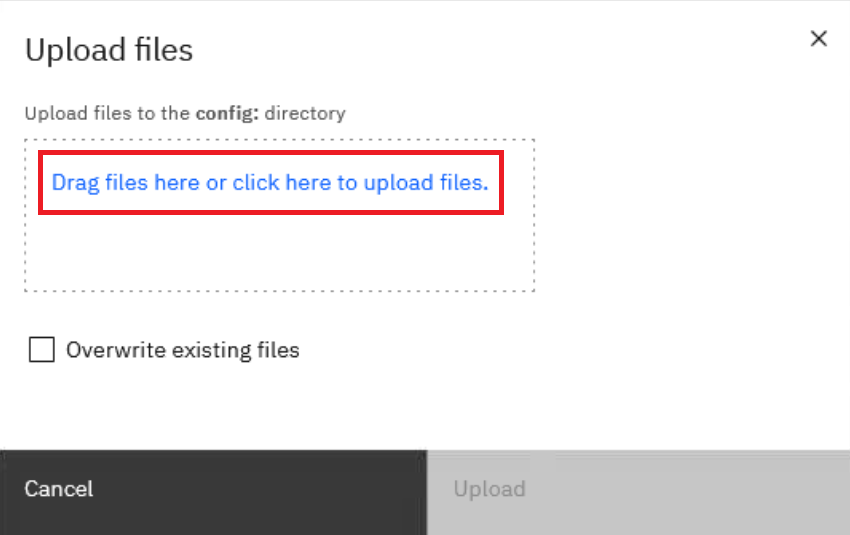 Upload files
Upload files to the config: directory
Drag files here or click here to upload files.
Overwrite existing files
Cancel
Upload